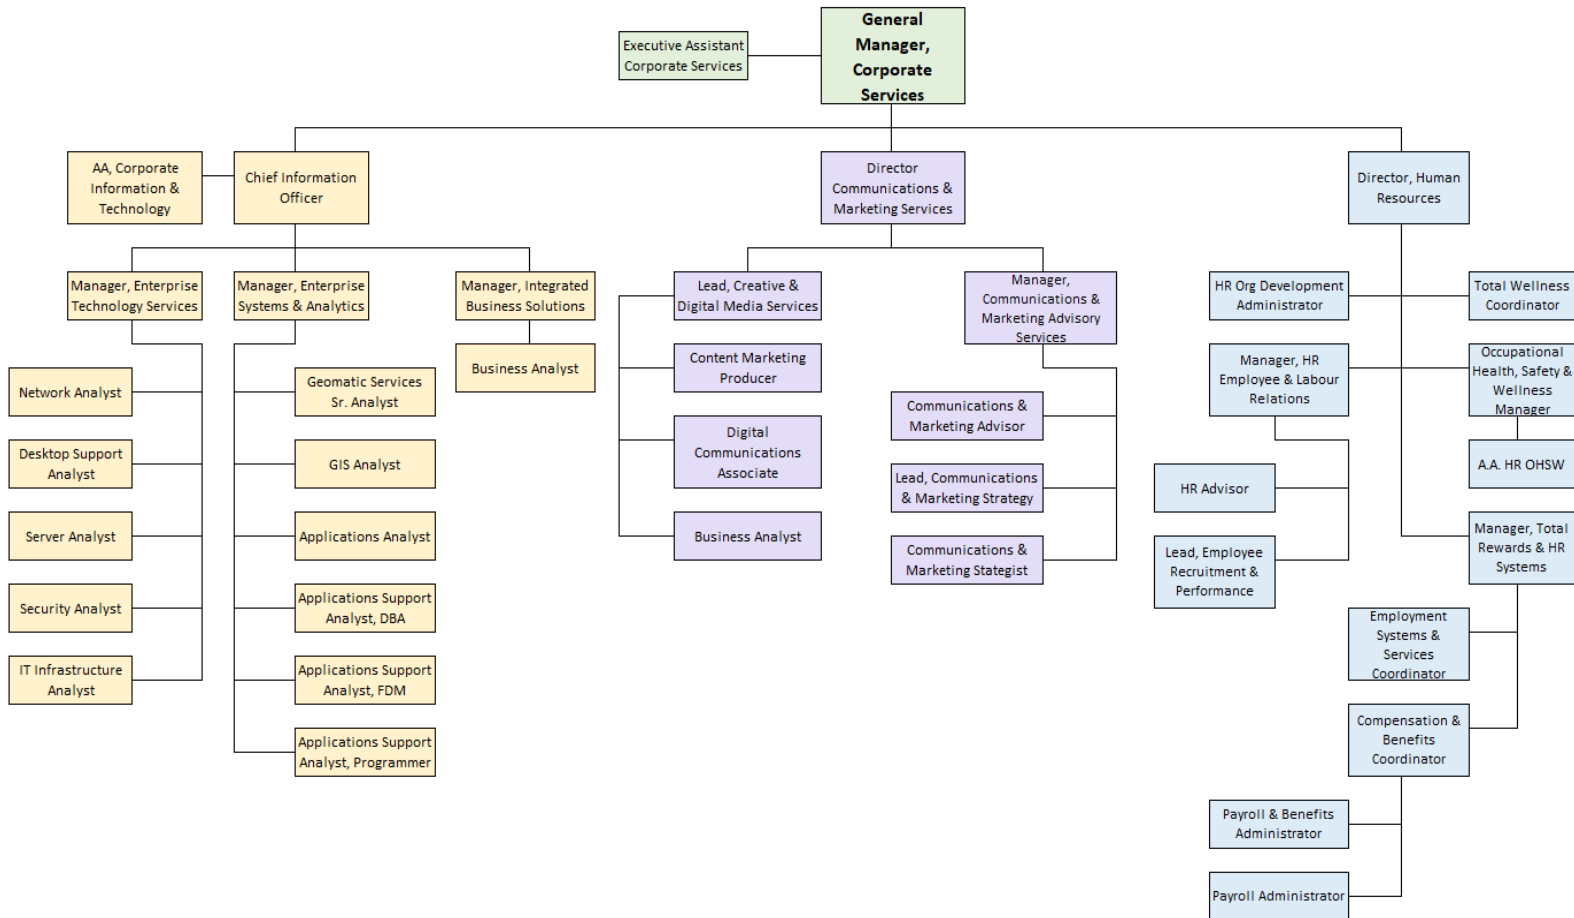 General
Manager,
Corporate
Services
Executive Assistant
Corporate Services
AA, Corporate
Information &
Technology
Chief Information
Officer
Director
Communications &
Marketing Services
Director, Human
Resources
Manager, Enterprise
Technology Services
Manager, Enterprise
Systems & Analytics
Manager, Integrated
Business Solutions
Lead, Creative &
Digital Media Services
Manager,
Communications &
Marketing Advisory
Services
HR Org Development
Administrator
Total Wellness
Coordinator
Business Analyst
Content Marketing
Producer
Manager, HR
Employee & Labour
Relations
Occupational
Health, Safety &
Wellness
Manager
Network Analyst
Geomatic Services
Sr. Analyst
Communications &
Marketing Advisor
Desktop Support
Analyst
GIS Analyst
Digital
Communications
Associate
Lead, Communications
& Marketing Strategy
HR Advisor
A.A. HR OHSW
Server Analyst
Applications Analyst
Business Analyst
Communications &
Marketing Stategist
Lead, Employee
Recruitment &
Performance
Manager, Total
Rewards & HR
Systems
Security Analyst
Applications Support
Analyst, DBA
Employment
Systems &
Services
Coordinator
IT Infrastructure
Analyst
Applications Support
Analyst, FDM
Applications Support
Analyst, Programmer
Compensation &
Benefits
Coordinator
Payroll & Benefits
Administrator
Payroll Administrator